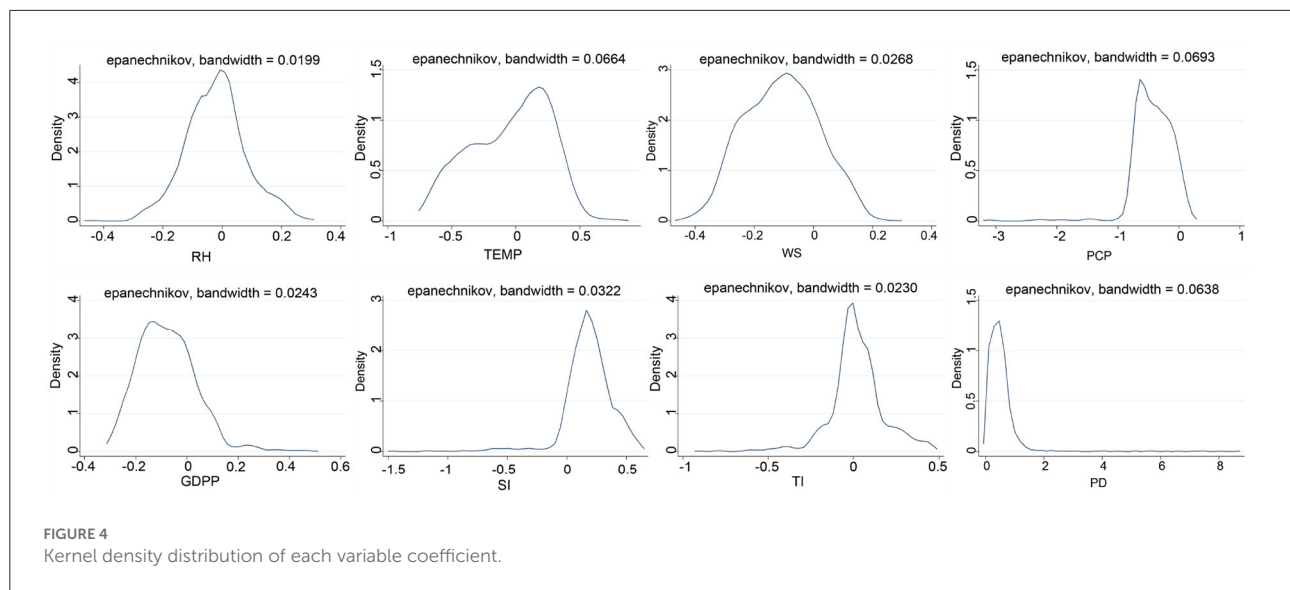 epanechnikov, bandwidth = 0.0199
Density
0 1 2 3 4
-0.4 -0.2 0 0.2 0.4
RH
epanechnikov, bandwidth = 0.0664
Density
0 0.5 1 1.5
-1 -0.5 0 0.5
TEMP
epanechnikov, bandwidth = 0.0268
Density
0 1 2 3
-0.4 -0.2 0 0.2 0.4
WS
epanechnikov, bandwidth = 0.0693
Density
0 0.5 1 1.5
-3 -2 -1 0 1
PCP
epanechnikov, bandwidth = 0.0243
Density
0 1 2 3 4
-0.4 -0.2 0 0.2 0.4 0.6
GDPP
epanechnikov, bandwidth = 0.0322
Density
0 1 2 3
-1.5 -1 -0.5 0 0.5
SI
epanechnikov, bandwidth = 0.0230
Density
0 1 2 3 4
-1 -0.5 0 0.5
TI
epanechnikov, bandwidth = 0.0638
Density
0 0.5 1 1.5
0 2 4 6 8
PD
FIGURE 4
Kernel density distribution of each variable coefficient.